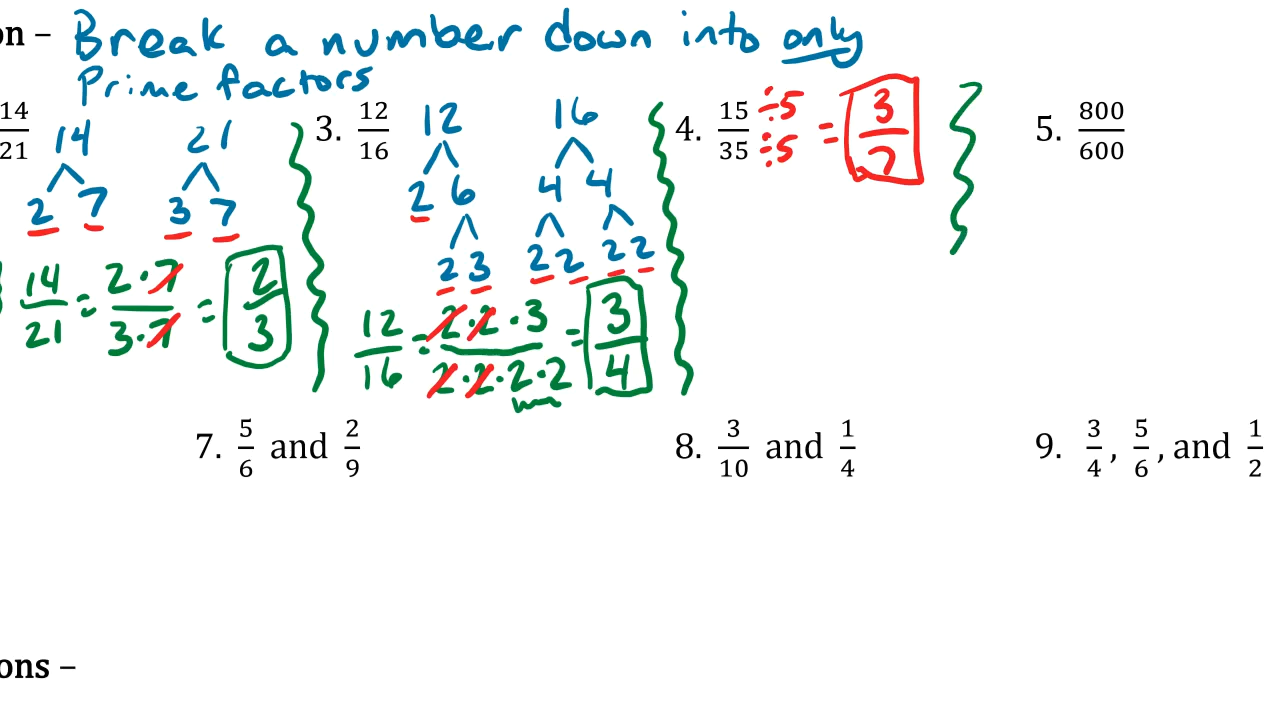 on – Break a number down into only
Prime factors
14/21 14 21 3. 12/16 12 16 4. 15/35 ÷5 ÷5 = 3/7 5. 800/600
2 7 3 7 2 6 4 4
2 3 2 2 2 2
14/21 = 2·7/3·7 = 2/3 12/16 = 2·2·3/2·2·2·2 = 3/4
7. 5/6 and 2/9 8. 3/10 and 1/4 9. 3/4, 5/6, and 1/2
ons –